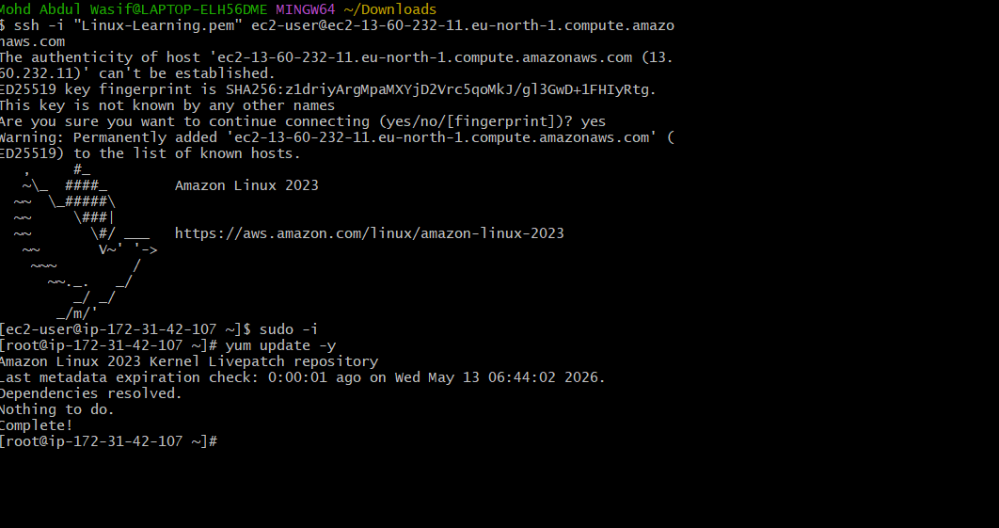 Mohd Abdul Wasif@LAPTOP-ELH56DME MINGW64 ~/Downloads
$ ssh -i "Linux-Learning.pem" ec2-user@ec2-13-60-232-11.eu-north-1.compute.amazo
naws.com
The authenticity of host 'ec2-13-60-232-11.eu-north-1.compute.amazonaws.com (13.
60.232.11)' can't be established.
ED25519 key fingerprint is SHA256:z1driyArgMpaMXYjD2Vrc5qoMkJ/gl3GwD+1FHIyRtg.
This key is not known by any other names
Are you sure you want to continue connecting (yes/no/[fingerprint])? yes
Warning: Permanently added 'ec2-13-60-232-11.eu-north-1.compute.amazonaws.com' (
ED25519) to the list of known hosts.
   ,     #_
   ~\_  ####_        Amazon Linux 2023
  ~~  \_#####\
  ~~     \###|
  ~~       \#/ ___   https://aws.amazon.com/linux/amazon-linux-2023
   ~~       V~' '->
    ~~~         /
      ~~._.   _/
         _/ _/
       _/m/'
[ec2-user@ip-172-31-42-107 ~]$ sudo -i
[root@ip-172-31-42-107 ~]# yum update -y
Amazon Linux 2023 Kernel Livepatch repository
Last metadata expiration check: 0:00:01 ago on Wed May 13 06:44:02 2026.
Dependencies resolved.
Nothing to do.
Complete!
[root@ip-172-31-42-107 ~]#